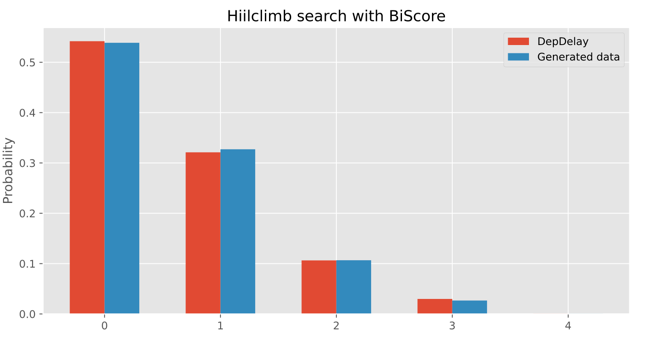 Hiilclimb search with BiScore
DepDelay
Generated data
Probability
0.5
0.4
0.3
0.2
0.1
0.0
0 1 2 3 4